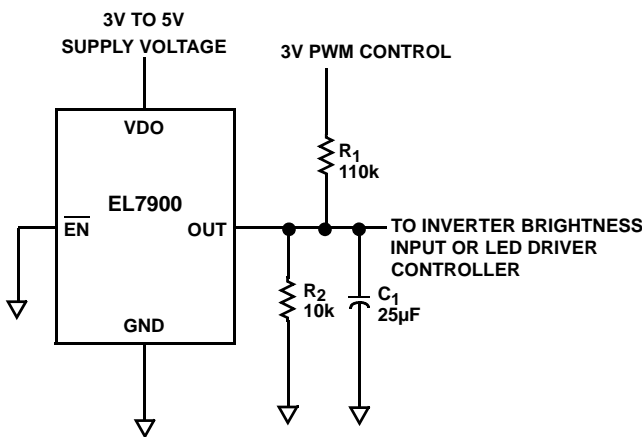 3V TO 5V
SUPPLY VOLTAGE
3V PWM CONTROL
VDO
R1
110k
EL7900
EN
OUT
TO INVERTER BRIGHTNESS
INPUT OR LED DRIVER
CONTROLLER
R2
10k
C1
25µF
GND